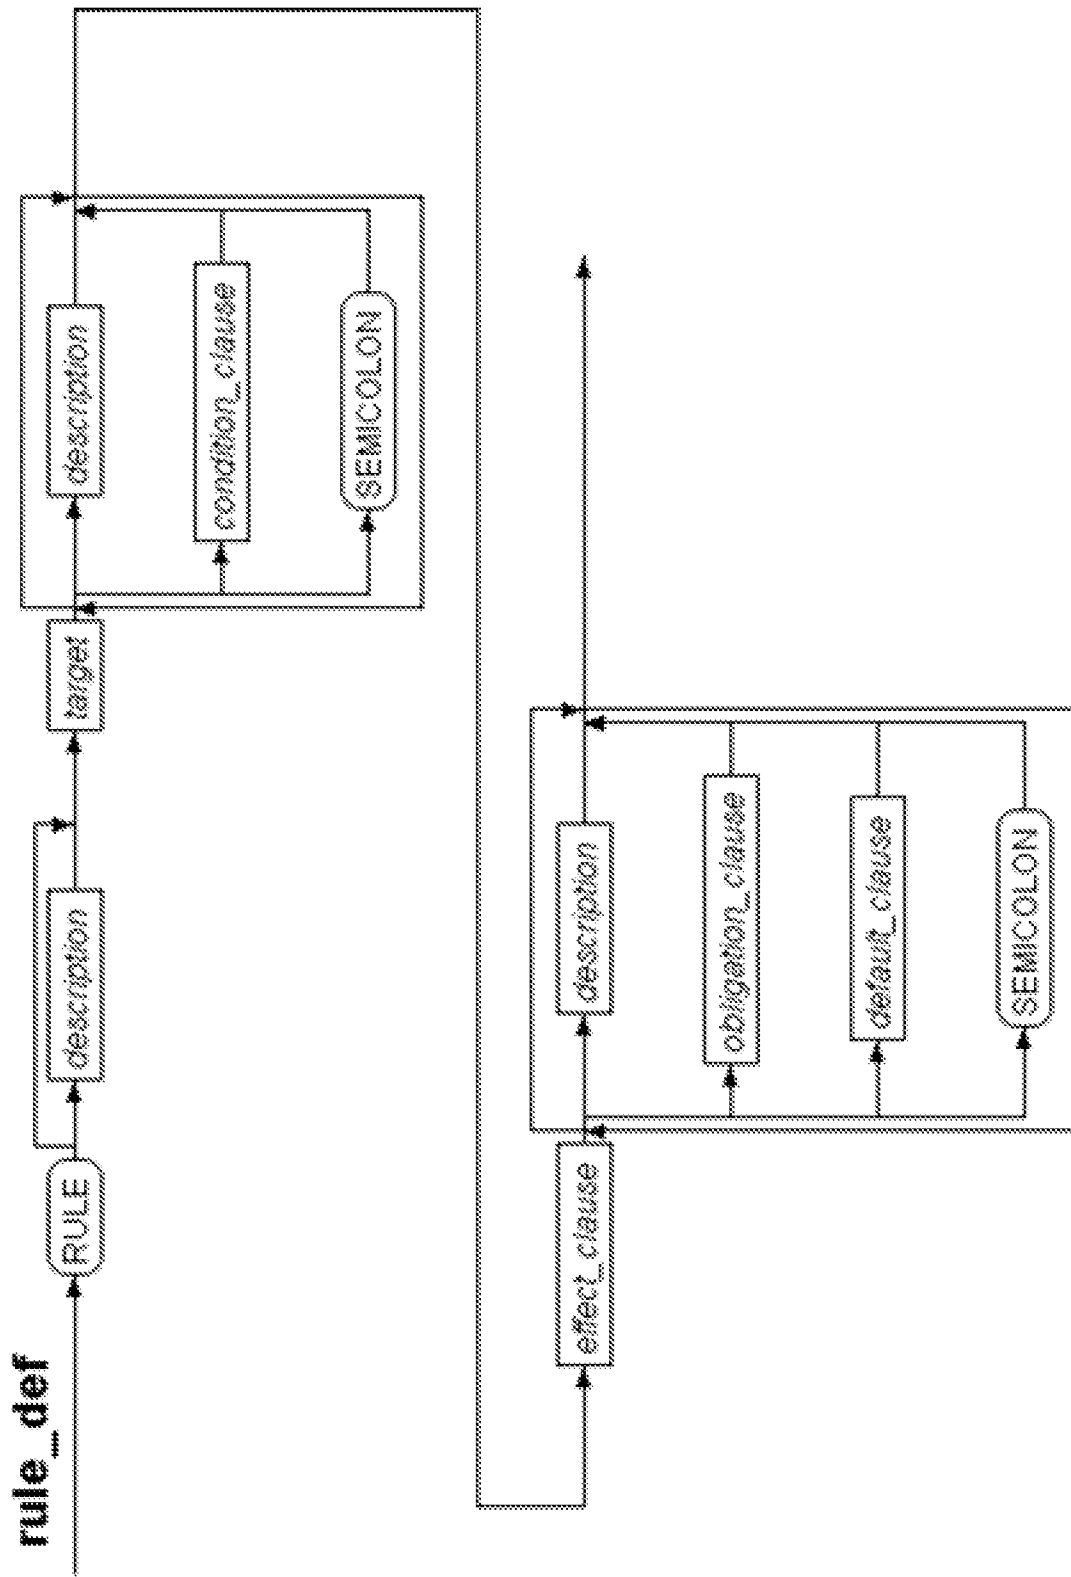 rule_def
RULE
description
target
description
condition_clause
SEMICOLON
effect_clause
description
obligation_clause
default_clause
SEMICOLON